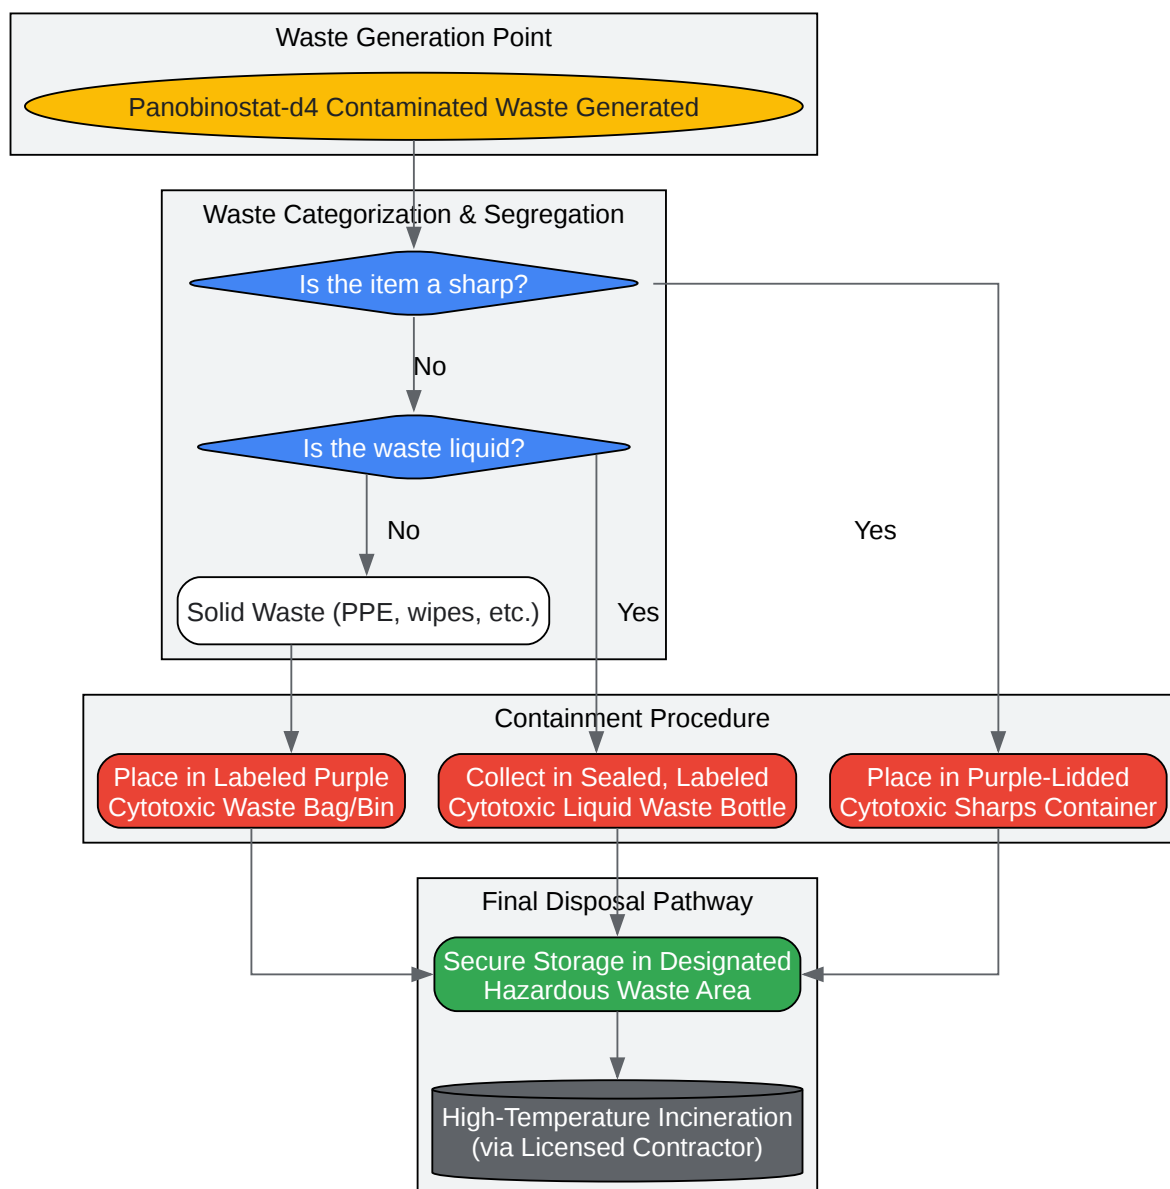 Waste Generation Point
Panobinostat-d4 Contaminated Waste Generated
Waste Categorization & Segregation
Is the item a sharp?
No
Is the waste liquid?
No
Yes
Solid Waste (PPE, wipes, etc.)
Yes
Containment Procedure
Place in Labeled Purple
Cytotoxic Waste Bag/Bin
Collect in Sealed, Labeled
Cytotoxic Liquid Waste Bottle
Place in Purple-Lidded
Cytotoxic Sharps Container
Final Disposal Pathway
Secure Storage in Designated
Hazardous Waste Area
High-Temperature Incineration
(via Licensed Contractor)